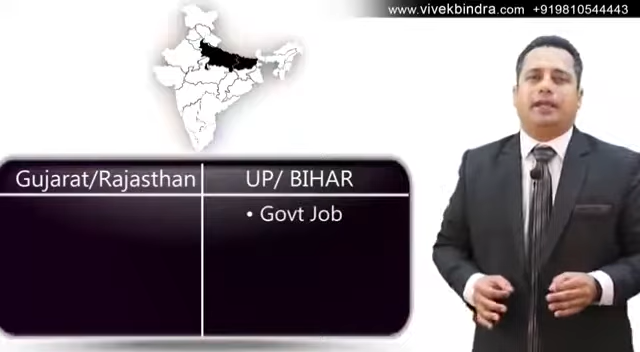 www.vivekbindra.com +919810544443
Gujarat/Rajasthan
UP/ BIHAR
• Govt Job